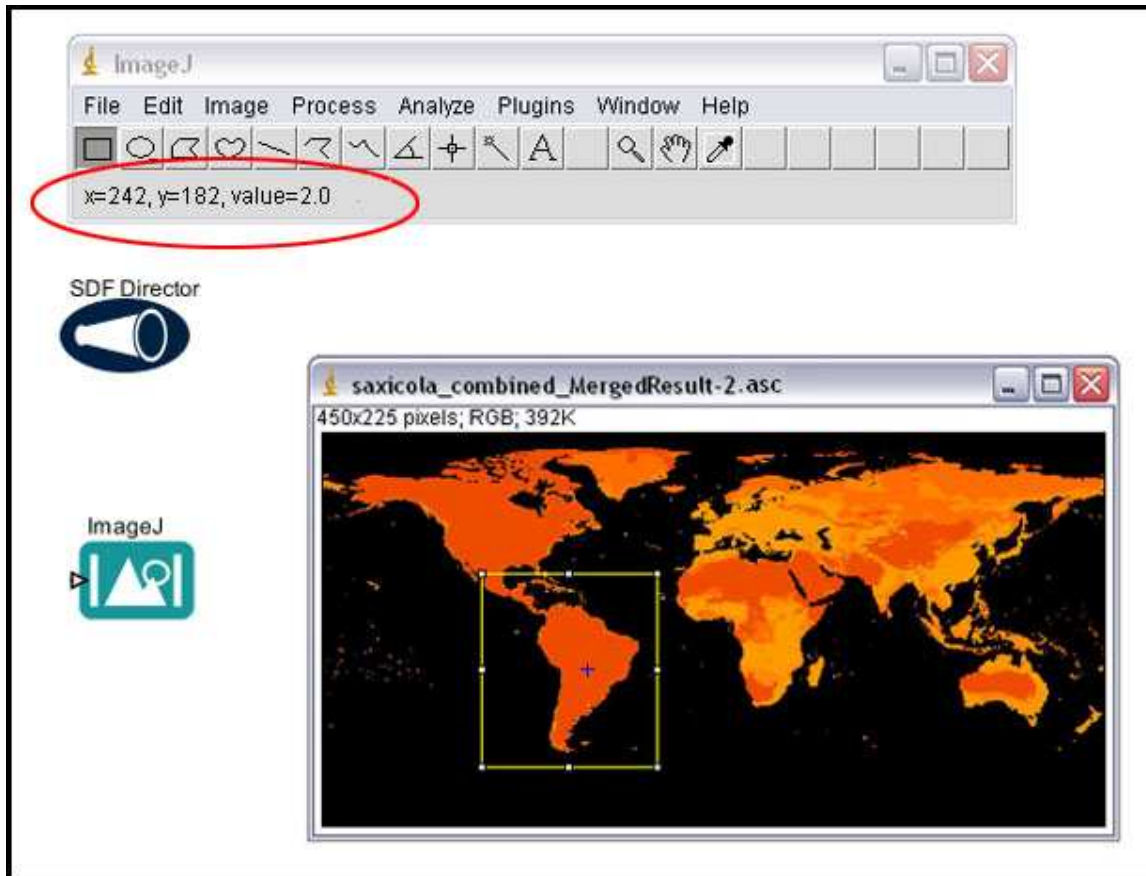 ImageJ
File Edit Image Process Analyze Plugins Window Help
A
x=242, y=182, value=2.0
SDF Director
saxicola_combined_MergedResult-2.asc
450x225 pixels; RGB; 392K
ImageJ